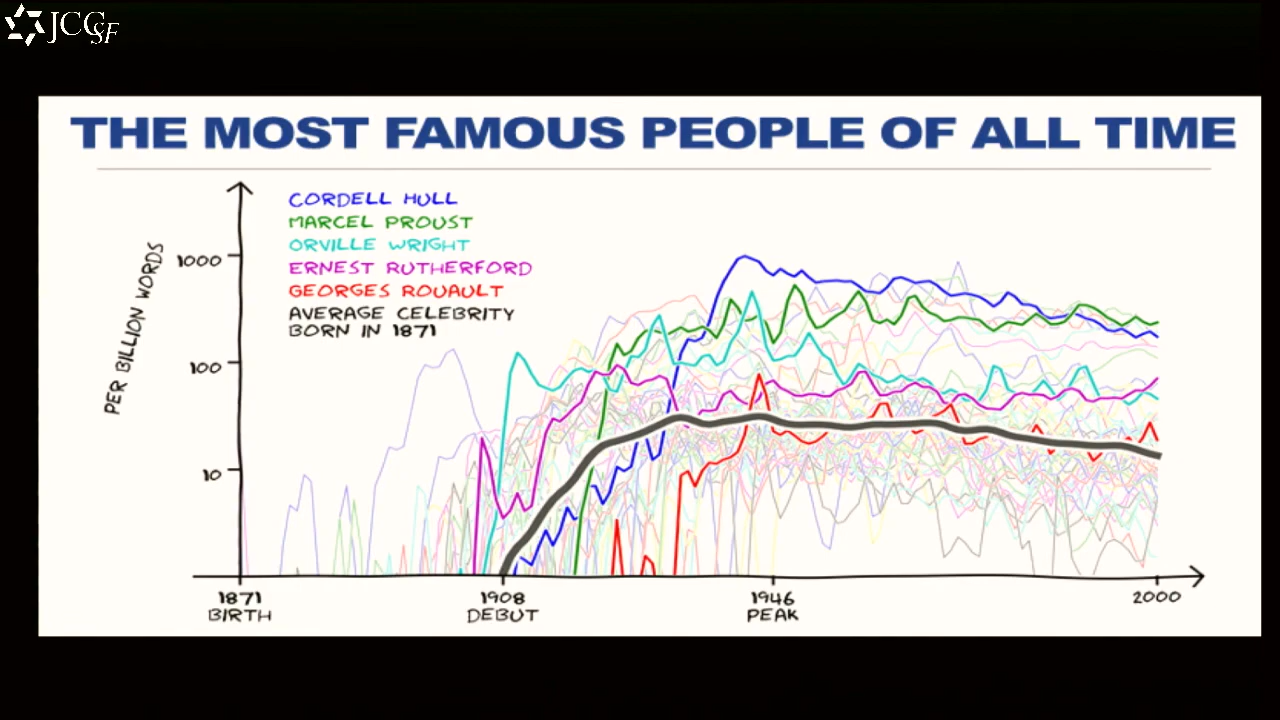 JCCSF
THE MOST FAMOUS PEOPLE OF ALL TIME
CORDELL HULL
MARCEL PROUST
ORVILLE WRIGHT
ERNEST RUTHERFORD
GEORGES ROUAULT
AVERAGE CELEBRITY
BORN IN 1871
PER BILLION WORDS
1000
100
10
1871
BIRTH
1908
DEBUT
1946
PEAK
2000